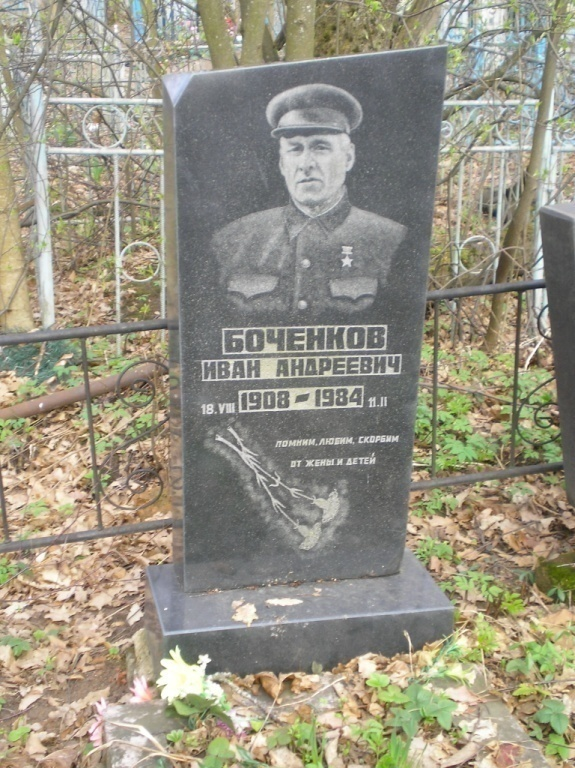 БОЧЕНКОВ
ИВАН АНДРЕЕВИЧ
18.VIII 1908-1984 11.II
ПОМНИМ, ЛЮБИМ, СКОРБИМ
ОТ ЖЕНЫ И ДЕТЕЙ